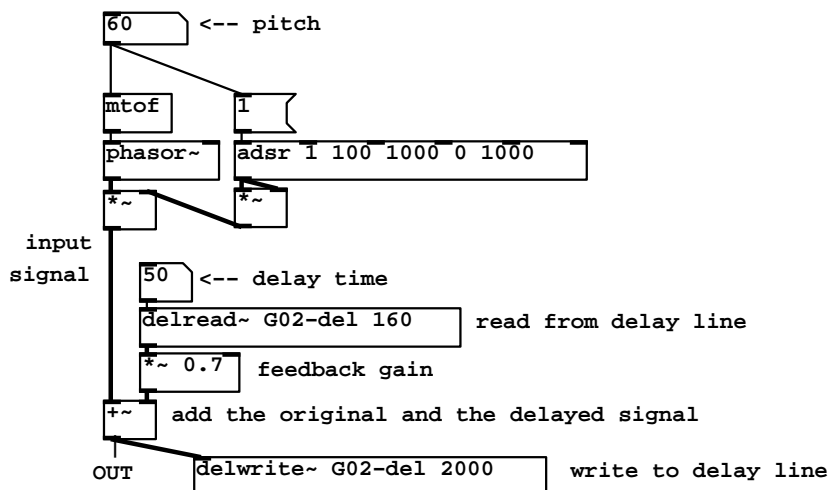 60 <-- pitch
mtof 1
phasor~ adsr 1 100 1000 0 1000
*~ *~
input
signal
50 <-- delay time
delread~ G02-del 160 read from delay line
*~ 0.7 feedback gain
+~ add the original and the delayed signal
OUT delwrite~ G02-del 2000 write to delay line